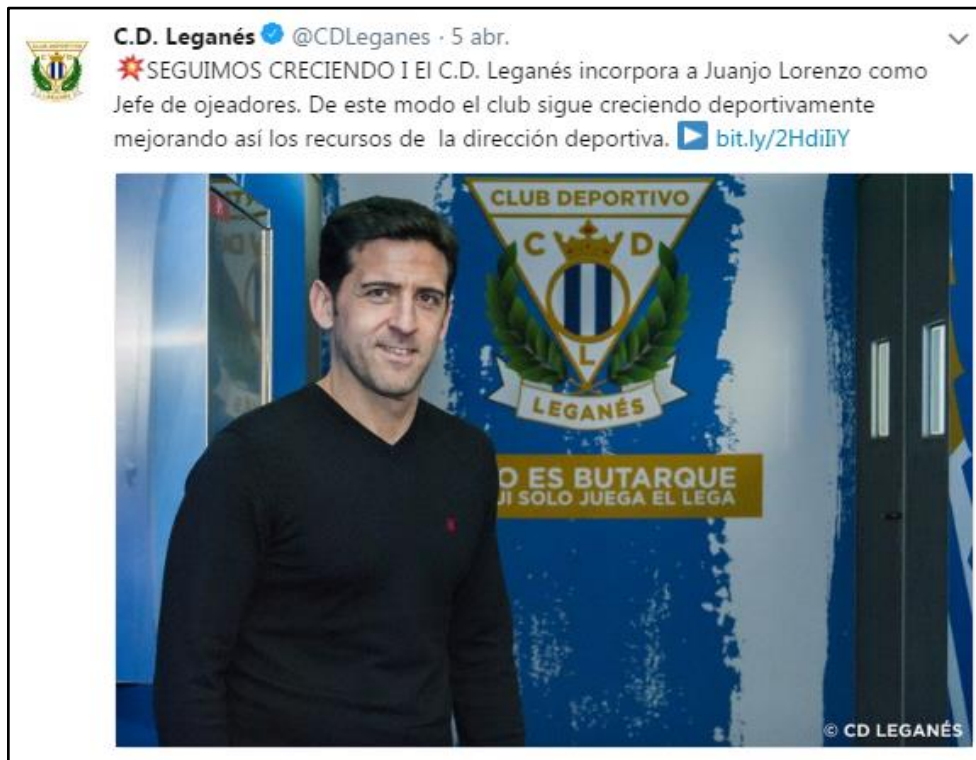 C.D. Leganés @CDLeganes · 5 abr.
SEGUIMOS CRECIENDO I El C.D. Leganés incorpora a Juanjo Lorenzo como
Jefe de ojeadores. De este modo el club sigue creciendo deportivamente
mejorando así los recursos de la dirección deportiva. bit.ly/2HdiIiY
CLUB DEPORTIVO
C D
L
LEGANÉS
O ES BUTARQUE
UI SOLO JUEGA EL LEGA
© CD LEGANÉS